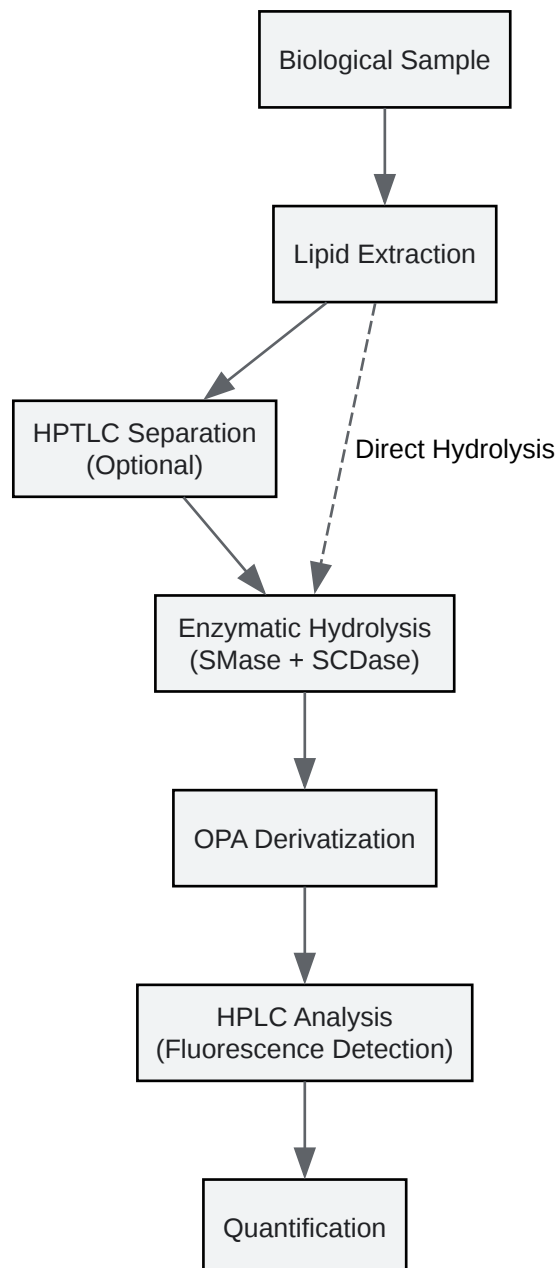 Biological Sample
Lipid Extraction
HPTLC Separation
(Optional)
Direct Hydrolysis
Enzymatic Hydrolysis
(SMase + SCDase)
OPA Derivatization
HPLC Analysis
(Fluorescence Detection)
Quantification